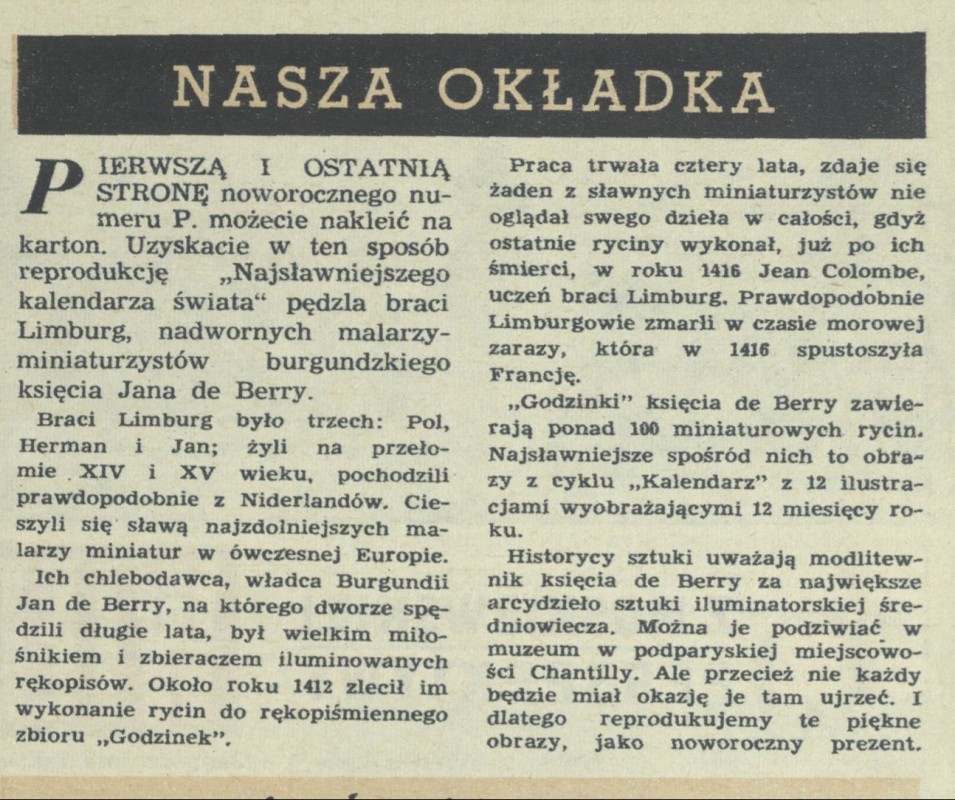 NASZA OKŁADKA
PIERWSZĄ I OSTATNIĄ
STRONĘ noworocznego nu-
meru P. możecie nakleić na
karton. Uzyskacie w ten sposób
reprodukcję „Najsławniejszego
kalendarza świata“ pędzla braci
Limburg, nadwornych malarzy-
miniaturzystów burgundzkiego
księcia Jana de Berry.
Braci Limburg było trzech: Pol,
Herman i Jan; żyli na przeło-
mie XIV i XV wieku, pochodzili
prawdopodobnie z Niderlandów. Cie-
szyli się sławą najzdolniejszych ma-
larzy miniatur w ówczesnej Europie.
Ich chlebodawca, władca Burgundii
Jan de Berry, na którego dworze spę-
dzili długie lata, był wielkim miło-
śnikiem i zbieraczem iluminowanych
rękopisów. Około roku 1412 zlecił im
wykonanie rycin do rękopiśmiennego
zbioru „Godzinek”.
Praca trwała cztery lata, zdaje się
żaden z sławnych miniaturzystów nie
oglądał swego dzieła w całości, gdyż
ostatnie ryciny wykonał, już po ich
śmierci, w roku 1416 Jean Colombe,
uczeń braci Limburg. Prawdopodobnie
Limburgowie zmarli w czasie morowej
zarazy, która w 1416 spustoszyła
Francję.
„Godzinki” księcia de Berry zawie-
rają ponad 100 miniaturowych rycin.
Najsławniejsze spośród nich to obra-
zy z cyklu „Kalendarz” z 12 ilustra-
cjami wyobrażającymi 12 miesięcy ro-
ku.
Historycy sztuki uważają modlitew-
nik księcia de Berry za największe
arcydzieło sztuki iluminatorskiej śre-
dniowiecza. Można je podziwiać w
muzeum w podparyskiej miejscowo-
ści Chantilly. Ale przecież nie każdy
będzie miał okazję je tam ujrzeć. I
dlatego reprodukujemy te piękne
obrazy, jako noworoczny prezent.